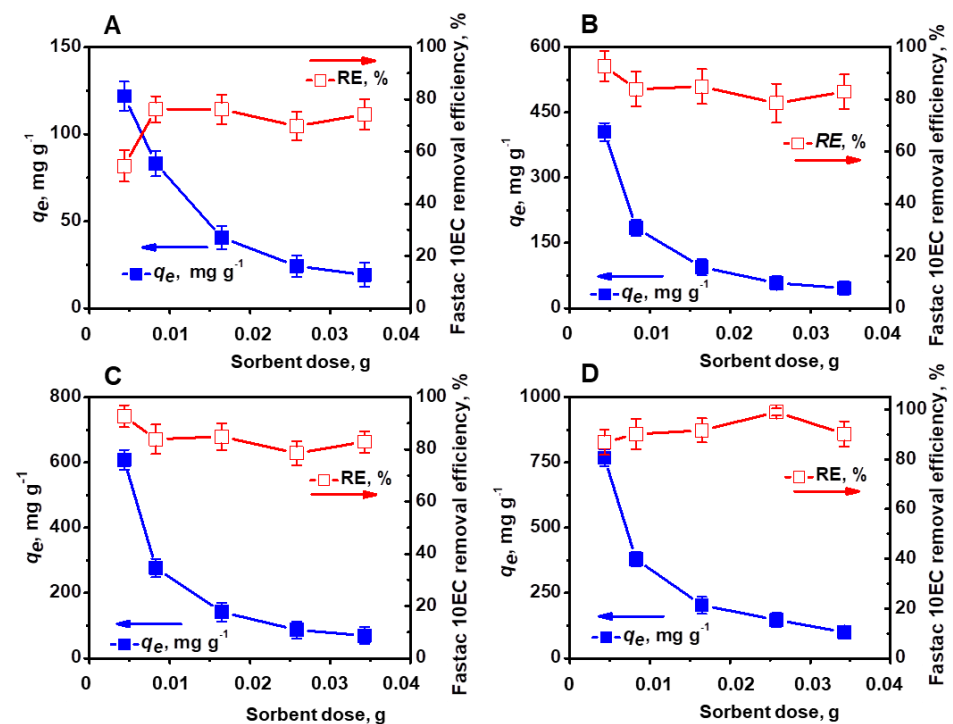 A
150
100
50
0
qe, mg g-1
RE, %
qe, mg g-1
100
80
60
40
20
0
Fastac 10EC removal efficiency, %
0
0.01
0.02
0.03
0.04
Sorbent dose, g
B
600
450
300
150
0
qe, mg g-1
RE, %
qe, mg g-1
100
80
60
40
20
0
Fastac 10EC removal efficiency, %
0
0.01
0.02
0.03
0.04
Sorbent dose, g
C
800
600
400
200
0
qe, mg g-1
RE, %
qe, mg g-1
100
80
60
40
20
0
Fastac 10EC removal efficiency, %
0
0.01
0.02
0.03
0.04
Sorbent dose, g
D
1000
750
500
250
0
qe, mg g-1
RE, %
qe, mg g-1
100
80
60
40
20
0
Fastac 10EC removal efficiency, %
0
0.01
0.02
0.03
0.04
Sorbent dose, g